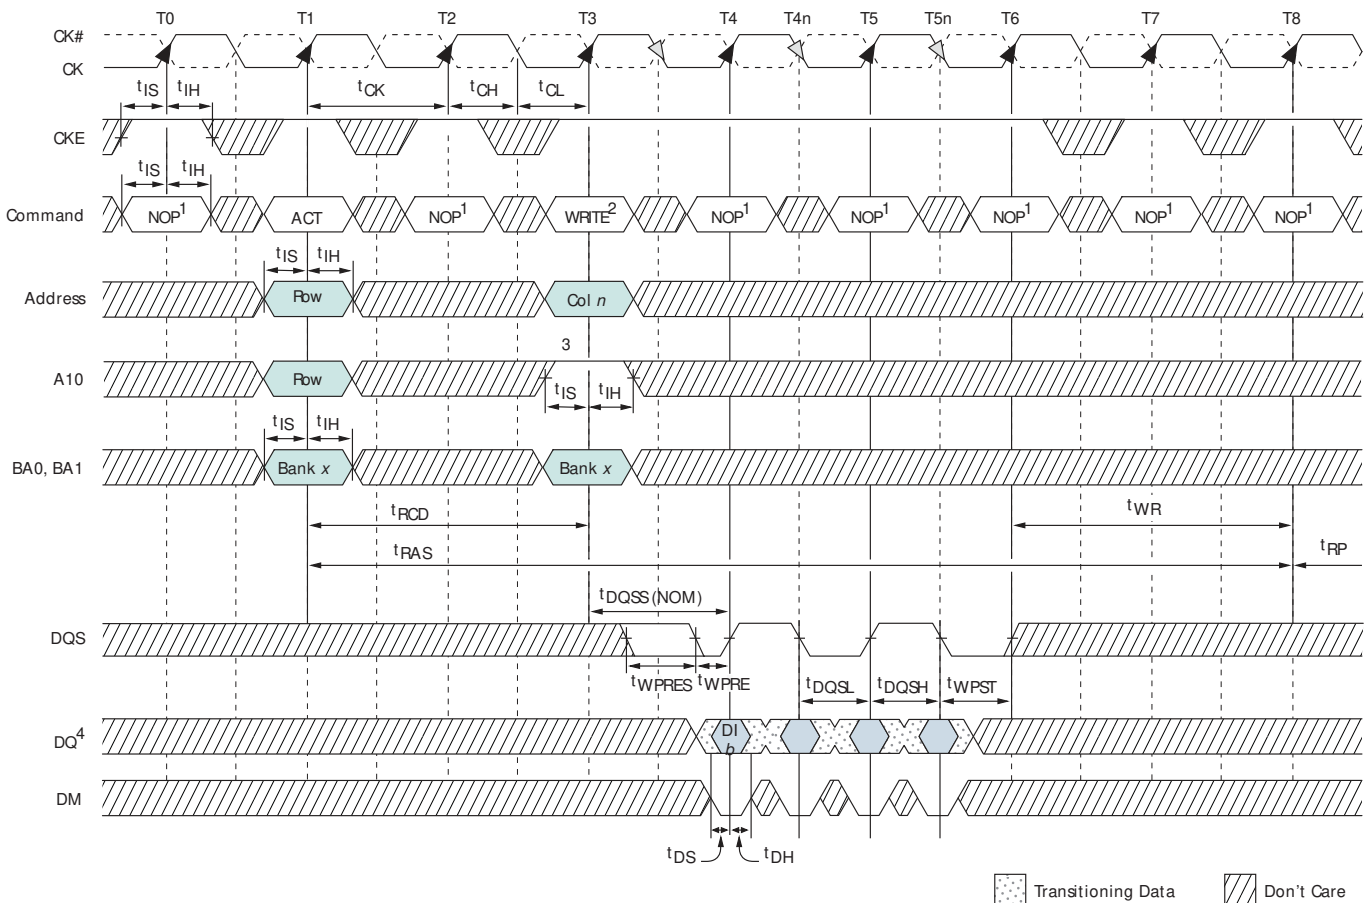 T0 T1 T2 T3 T4 T4n T5 T5n T6 T7 T8
CK#
CK
tIS tIH tCK tCH tCL
CKE
tIS tIH
Command NOP1 ACT NOP1 WRITE2 NOP1 NOP1 NOP1 NOP1 NOP1
tIS tIH
Address Row Col n
3
A10 Row
tIS tIH
tIS tIH
BA0, BA1 Bank x Bank x
tRCD tWR
tRAS tRP
tDQSS (NOM)
DQS
tWPRES tWPRE tDQSL tDQSH tWPST
DQ4 DI
b
DM
tDS tDH
Transitioning Data Don't Care